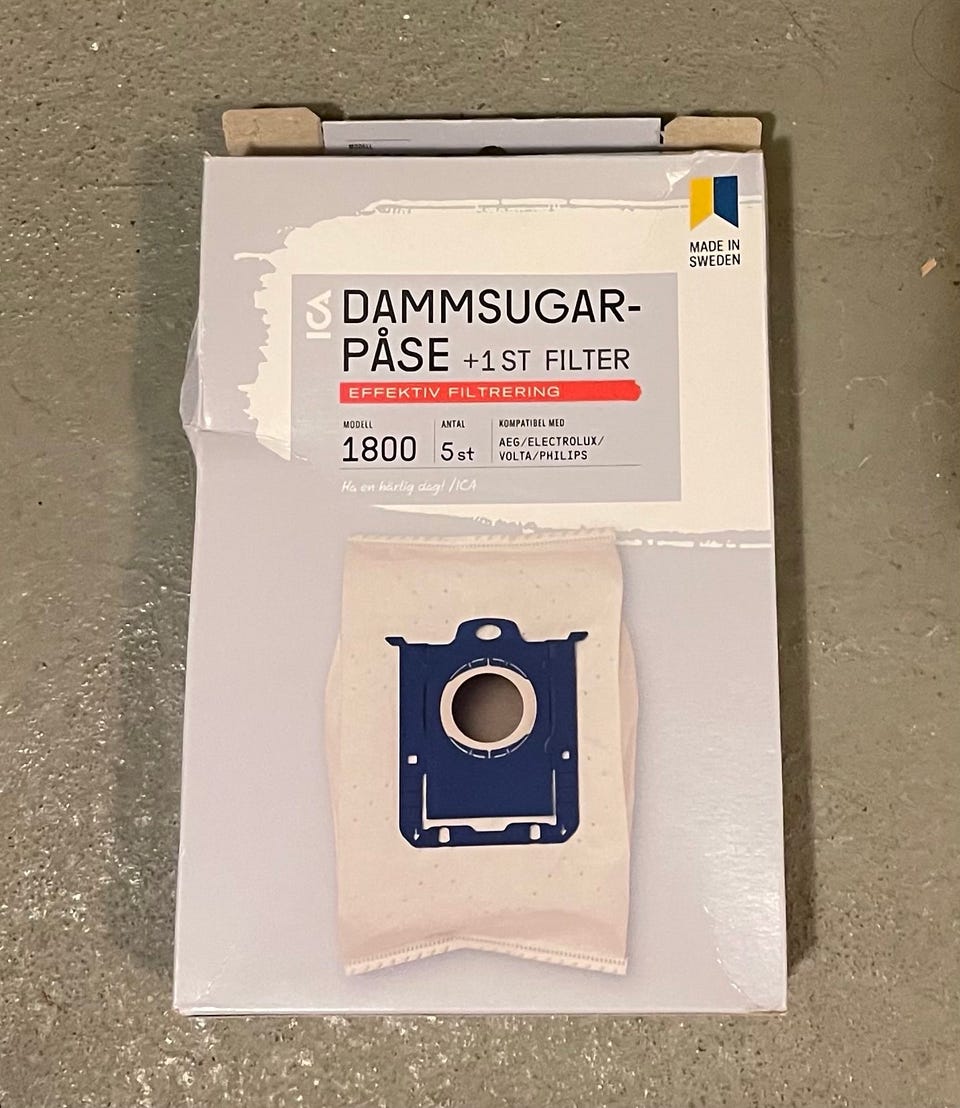 MODELL
MADE IN
SWEDEN
ICA
DAMMSUGAR-
PÅSE +1 ST FILTER
EFFEKTIV FILTRERING
MODELL
1800
ANTAL
5 st
KOMPATIBEL MED
AEG/ELECTROLUX/
VOLTA/PHILIPS
Ha en härlig dag! /ICA